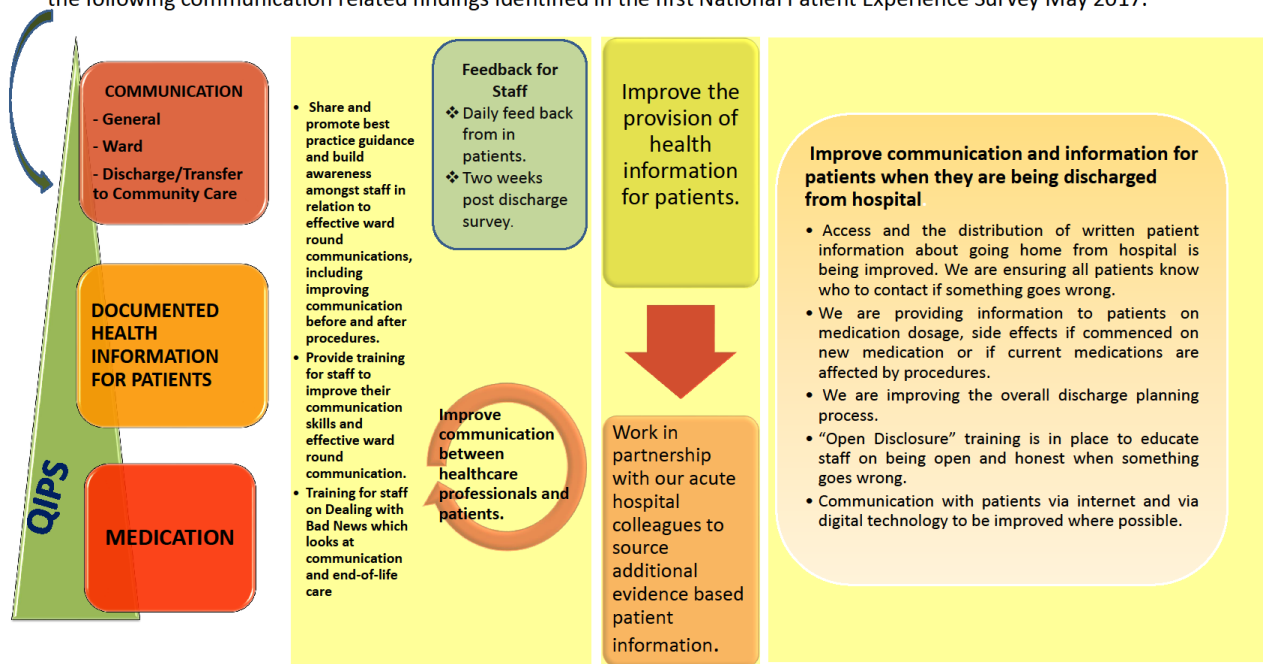 the following communication related findings identified in the first National Patient Experience Survey May 2017.
COMMUNICATION
- General
- Ward
- Discharge/Transfer
to Community Care
DOCUMENTED
HEALTH
INFORMATION
FOR PATIENTS
MEDICATION
QIPS
• Share and
promote best
practice guidance
and build
awareness
amongst staff in
relation to
effective ward
round
communications,
including
improving
communication
before and after
procedures.
• Provide training
for staff to
improve their
communication
skills and
effective ward
round
communication.
• Training for staff
on Dealing with
Bad News which
looks at
communication
and end-of-life
care
Feedback for
Staff
❖ Daily feed back
from in
patients.
❖ Two weeks
post discharge
survey.
Improve
communication
between
healthcare
professionals and
patients.
Improve the
provision of
health
information
for patients.
Work in
partnership
with our acute
hospital
colleagues to
source
additional
evidence based
patient
information.
Improve communication and information for
patients when they are being discharged
from hospital.
• Access and the distribution of written patient
information about going home from hospital is
being improved. We are ensuring all patients know
who to contact if something goes wrong.
• We are providing information to patients on
medication dosage, side effects if commenced on
new medication or if current medications are
affected by procedures.
• We are improving the overall discharge planning
process.
• “Open Disclosure” training is in place to educate
staff on being open and honest when something
goes wrong.
• Communication with patients via internet and via
digital technology to be improved where possible.